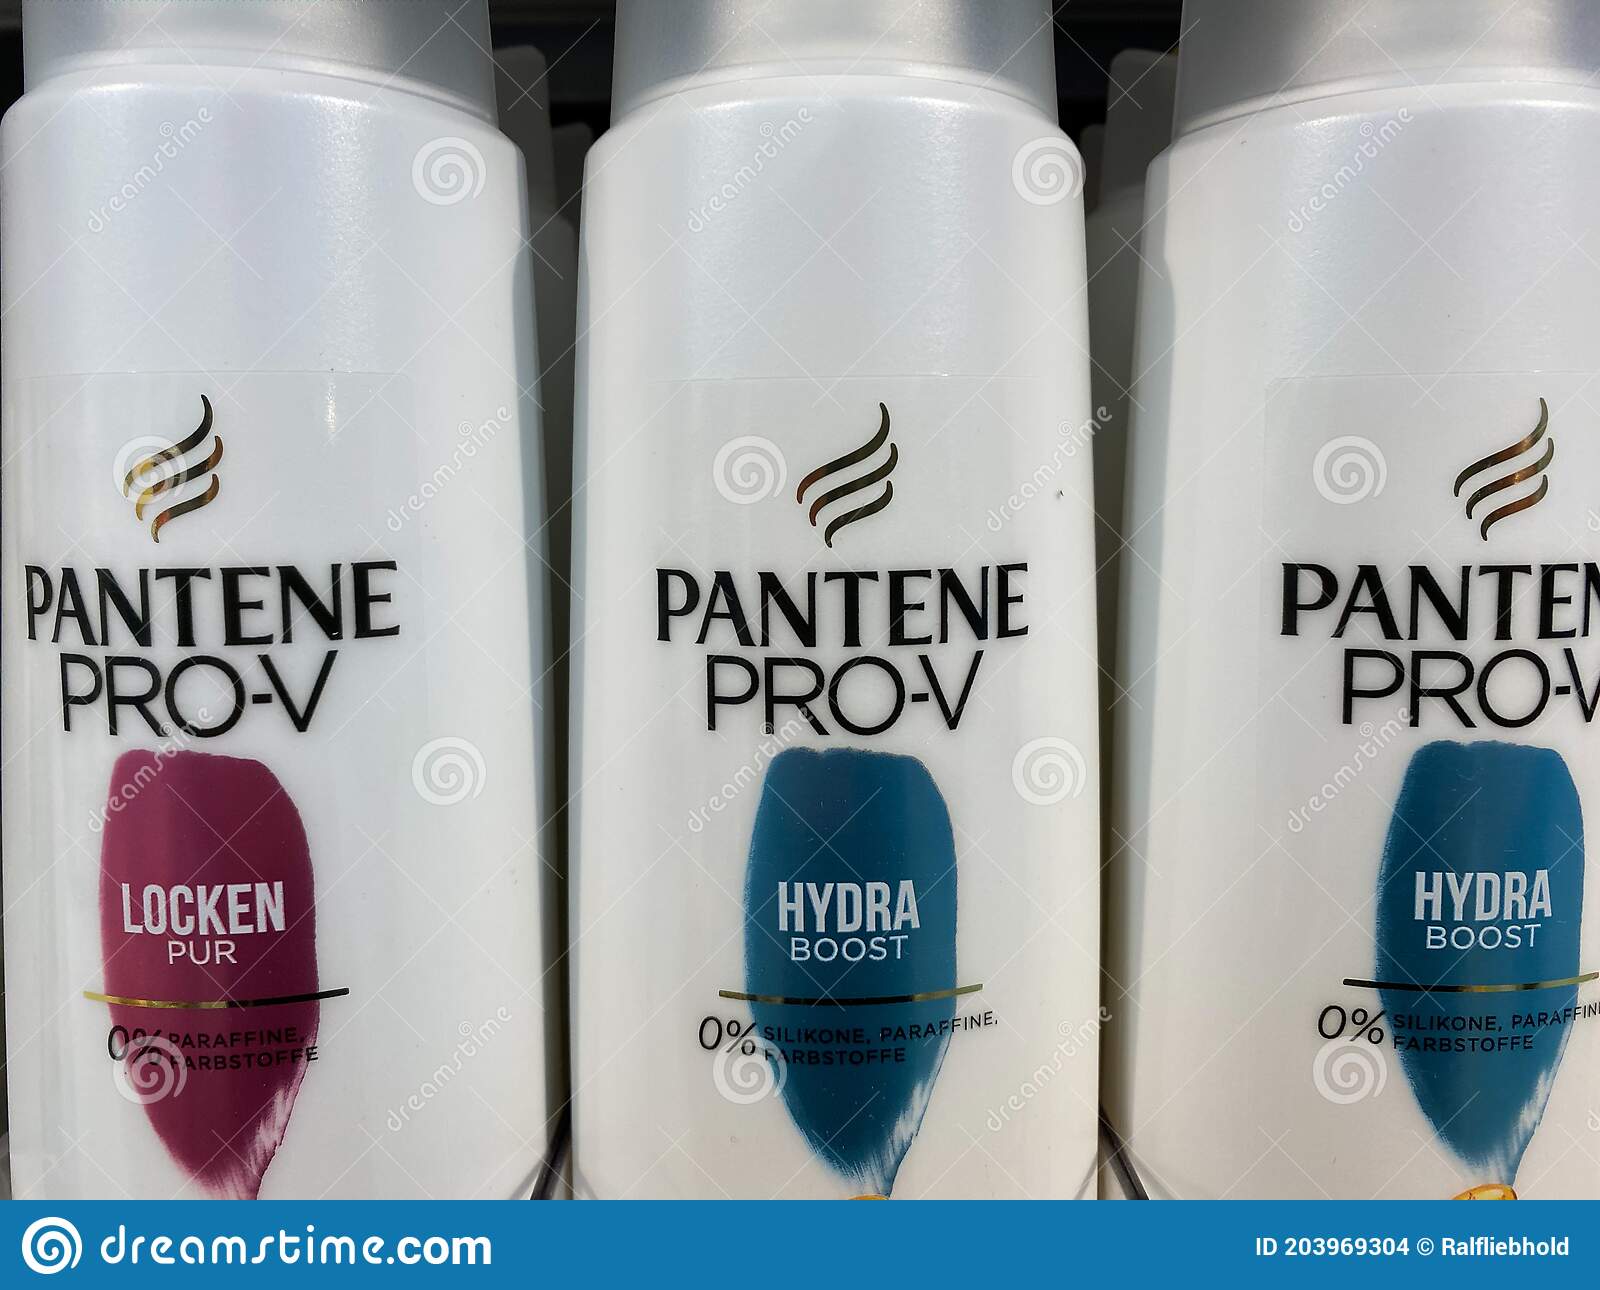 PANTENE
PRO-V
LOCKEN
PUR
0% PARAFFINE,
FARBSTOFFE
PANTENE
PRO-V
HYDRA
BOOST
0% SILIKONE, PARAFFINE,
FARBSTOFFE
PANTEN
PRO-V
HYDRA
BOOST
0% SILIKONE, PARAFFIN
FARBSTOFFE
dreamstime.com
ID 203969304 © Ralfliebhold